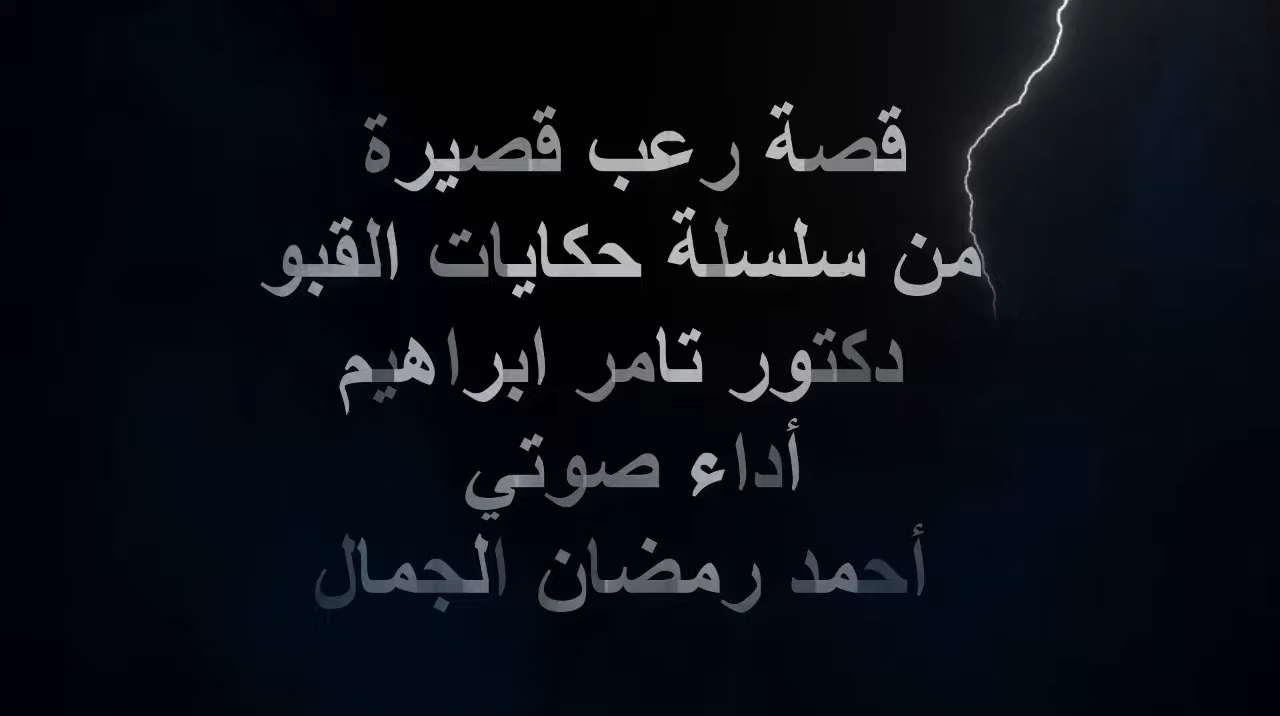 قصة رعب قصيرة
من سلسلة حكايات القبو
دكتور تامر ابراهيم
أداء صوتي
أحمد رمضان الجمال